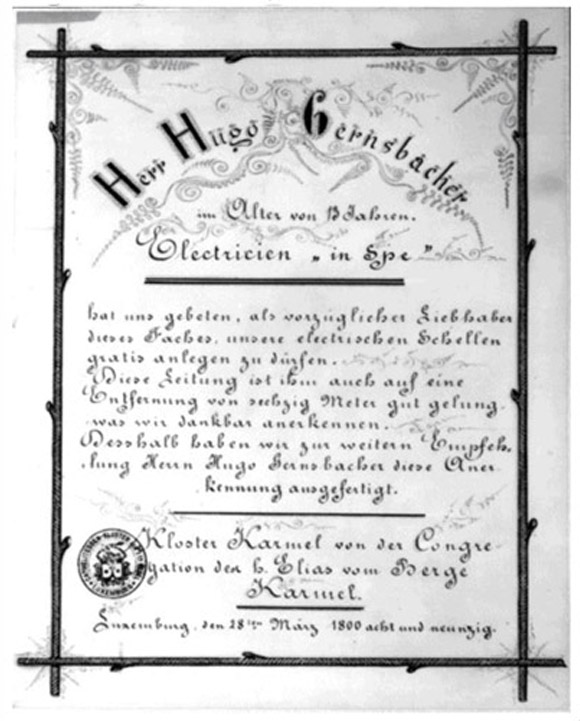 Herr Hugo Gernsbacher
im Alter von 13 Jahren.
Electricien „in Spe”
hat uns gebeten, als vorzüglicher Liebhaber
dieses Faches, unsere electrischen Schellen
gratis anlegen zu dürfen.
Diese Leitung ist ihm auch auf eine
Entfernung von sechzig Meter gut gelung.
was wir dankbar anerkennen.
Desshalb haben wir zur weitern Empfeh,
,lung Herrn Hugo Gernsbacher diese Aner
kennung ausgefertigt.
Kloster Karmel von der Congre
gation des h. Elias vom Berge
Karmel.
Luxemburg, den 28ten März 1800 acht und neunzig.